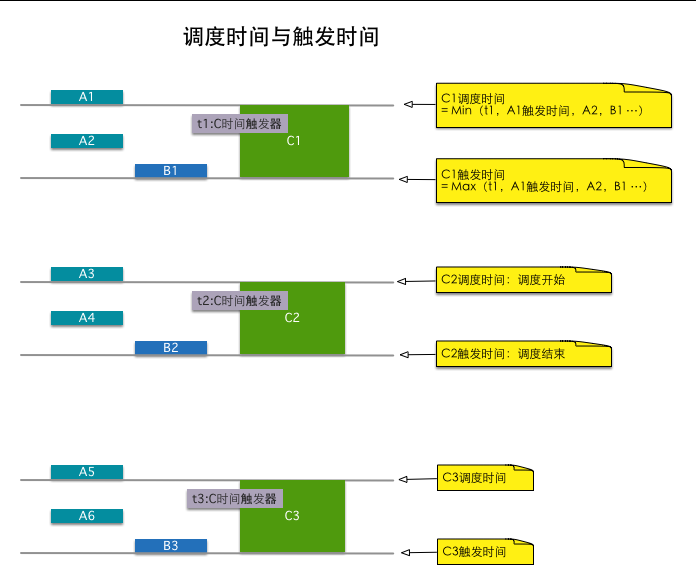 调度时间与触发时间
A1
C1调度时间
= Min（t1，A1触发时间，A2，B1 …）
t1:C时间触发器
A2
C1
B1
C1触发时间
= Max（t1，A1触发时间，A2，B1 …）
A3
C2调度时间：调度开始
t2:C时间触发器
A4
C2
B2
C2触发时间：调度结束
A5
C3调度时间
t3:C时间触发器
A6
C3
B3
C3触发时间